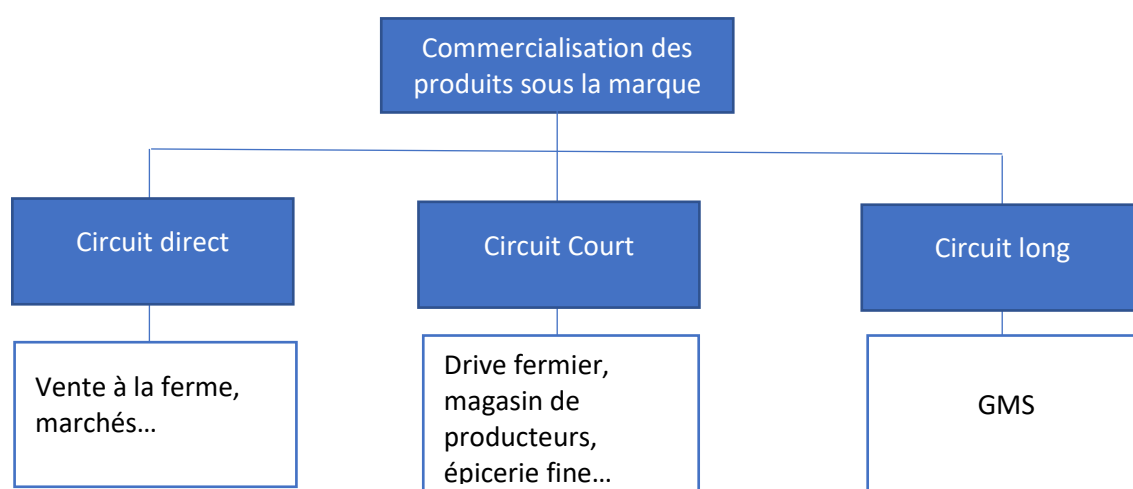 Commercialisation des
produits sous la marque
Circuit direct
Circuit Court
Circuit long
Vente à la ferme,
marchés…
Drive fermier,
magasin de
producteurs,
épicerie fine…
GMS